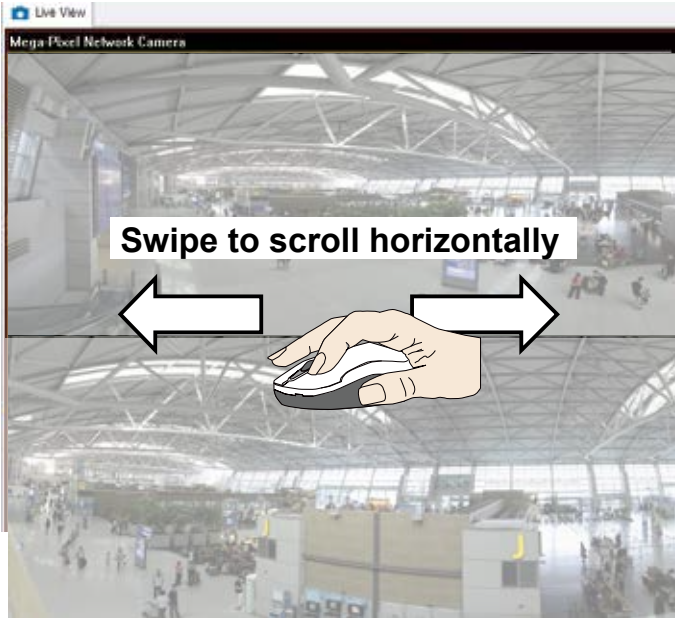 Live View
Mega-Pixel Network Camera
Swipe to scroll horizontally
J
J